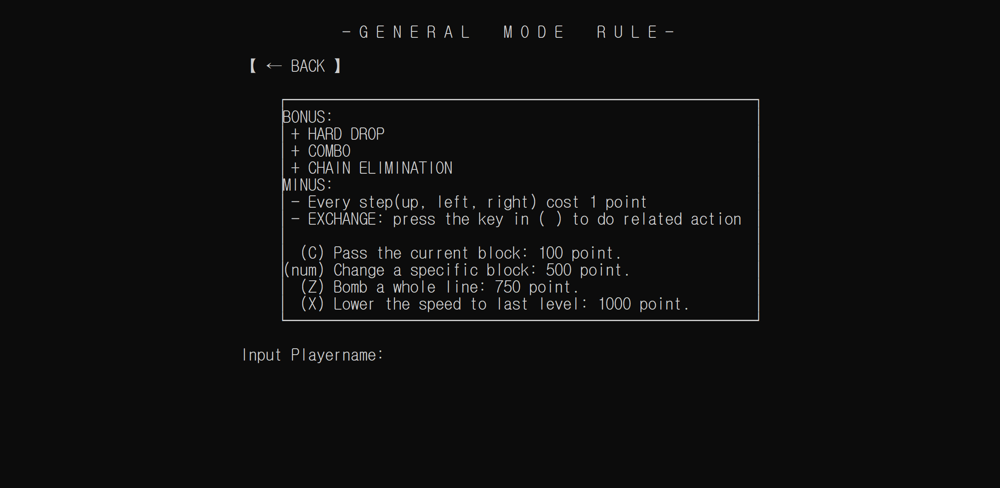 -GENERAL MODE RULE-
【 ← BACK 】
BONUS:
+ HARD DROP
+ COMBO
+ CHAIN ELIMINATION
MINUS:
- Every step(up, left, right) cost 1 point
- EXCHANGE: press the key in ( ) to do related action
(C) Pass the current block: 100 point.
(num) Change a specific block: 500 point.
(Z) Bomb a whole line: 750 point.
(X) Lower the speed to last level: 1000 point.
Input Playername: